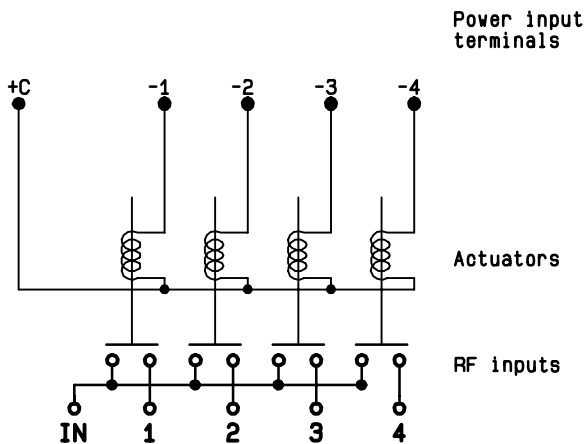 Power input
terminals
+C -1 -2 -3 -4
Actuators
RF inputs
IN 1 2 3 4